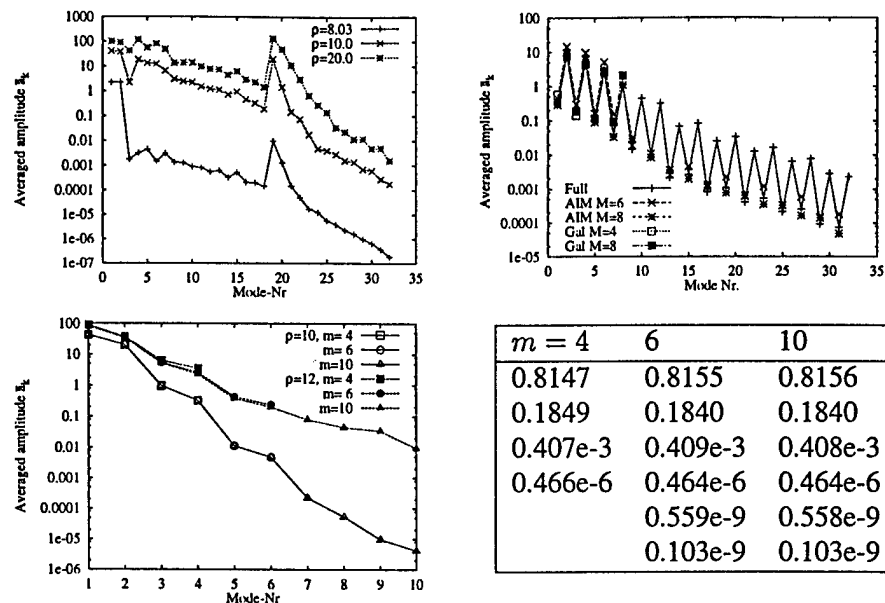 1000
100
10
1
0.1
0.01
0.001
0.0001
1e-05
1e-06
1e-07
Averaged amplitude a̅k
ρ=8.03
ρ=10.0
ρ=20.0
0 5 10 15 20 25 30 35
Mode-Nr
100
10
1
0.1
0.01
0.001
0.0001
1e-05
Averaged amplitude a̅k
Full
AIM M=6
AIM M=8
Gal M=4
Gal M=8
0 5 10 15 20 25 30 35
Mode Nr.
100
10
1
0.1
0.01
0.001
0.0001
1e-05
1e-06
Averaged amplitude a̅k
ρ=10, m= 4
m= 6
m=10
ρ=12, m= 4
m= 6
m=10
1 2 3 4 5 6 7 8 9 10
Mode-Nr
m = 4 6 10
0.8147 0.8155 0.8156
0.1849 0.1840 0.1840
0.407e-3 0.409e-3 0.408e-3
0.466e-6 0.464e-6 0.464e-6
0.559e-9 0.558e-9
0.103e-9 0.103e-9